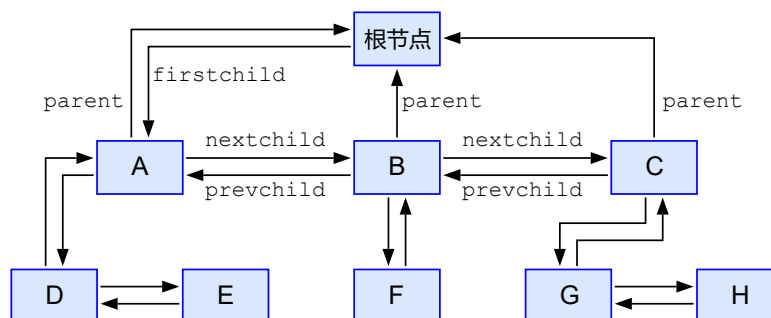 根节点
firstchild
parent parent parent
A nextchild B nextchild C
prevchild prevchild
D E F G H